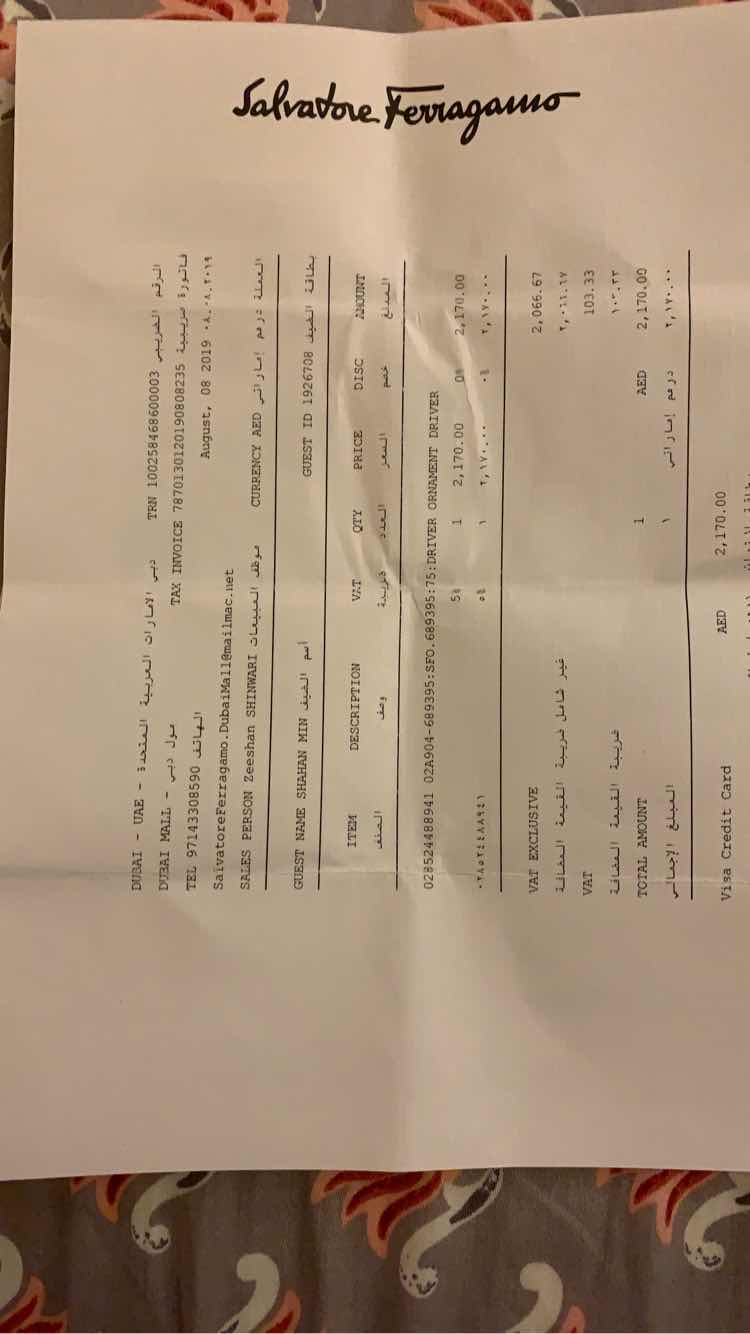 Salvatore Ferragamo
DUBAI - UAE - دبي الامارات العربية المتحدة TRN 100258468600003 الرقم الضريبي
DUBAI MALL - مول دبي TAX INVOICE 7870130120190808235 فاتورة ضريبية
TEL 97143308590 الهاتف August, 08 2019 ٠٨.٠٨.٢٠١٩
SalvatoreFerragamo.DubaiMall@mailmac.net
SALES PERSON Zeeshan SHINWARI موظف المبيعات CURRENCY AED العملة درهم إماراتي
GUEST NAME SHAHAN MIN اسم الضيف GUEST ID 1926708 بطاقة الضيف
ITEM DESCRIPTION VAT QTY PRICE DISC AMOUNT
الصنف وصف ضريبة العدد السعر خصم المبلغ
028524488941 02A904-689395:SFO.689395:75:DRIVER ORNAMENT DRIVER
5% 1 2,170.00 0% 2,170.00
٠٢٨٥٢٤٤٨٨٩٤١ ٥% ١ ٢,١٧٠.٠٠ ٠% ٢,١٧٠.٠٠
VAT EXCLUSIVE 2,066.67
غير شامل ضريبة القيمة المضافة ٢,٠٦٦.٦٧
VAT 103.33
ضريبة القيمة المضافة ١٠٣.٣٣
TOTAL AMOUNT 1 AED 2,170.00
المبلغ الإجمالي ١ درهم إماراتي ٢,١٧٠.٠٠
Visa Credit Card AED 2,170.00